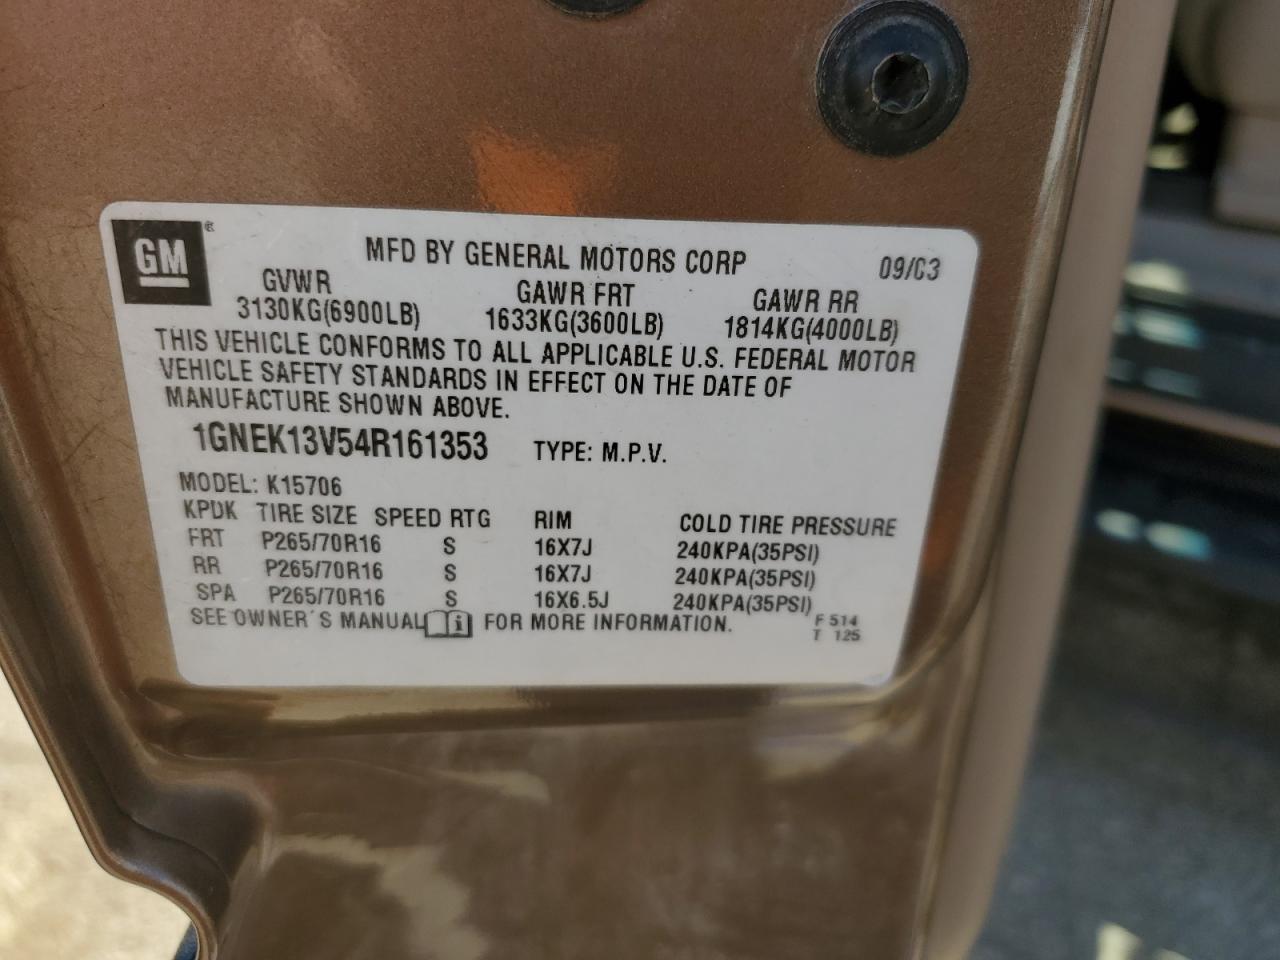 GM ®
MFD BY GENERAL MOTORS CORP 09/03
GVWR GAWR FRT GAWR RR
3130KG(6900LB) 1633KG(3600LB) 1814KG(4000LB)
THIS VEHICLE CONFORMS TO ALL APPLICABLE U.S. FEDERAL MOTOR
VEHICLE SAFETY STANDARDS IN EFFECT ON THE DATE OF
MANUFACTURE SHOWN ABOVE.
1GNEK13V54R161353 TYPE: M.P.V.
MODEL: K15706
KPDK TIRE SIZE SPEED RTG RIM COLD TIRE PRESSURE
FRT P265/70R16 S 16X7J 240KPA(35PSI)
RR P265/70R16 S 16X7J 240KPA(35PSI)
SPA P265/70R16 S 16X6.5J 240KPA(35PSI)
SEE OWNER'S MANUAL i FOR MORE INFORMATION.
F 514
T 125